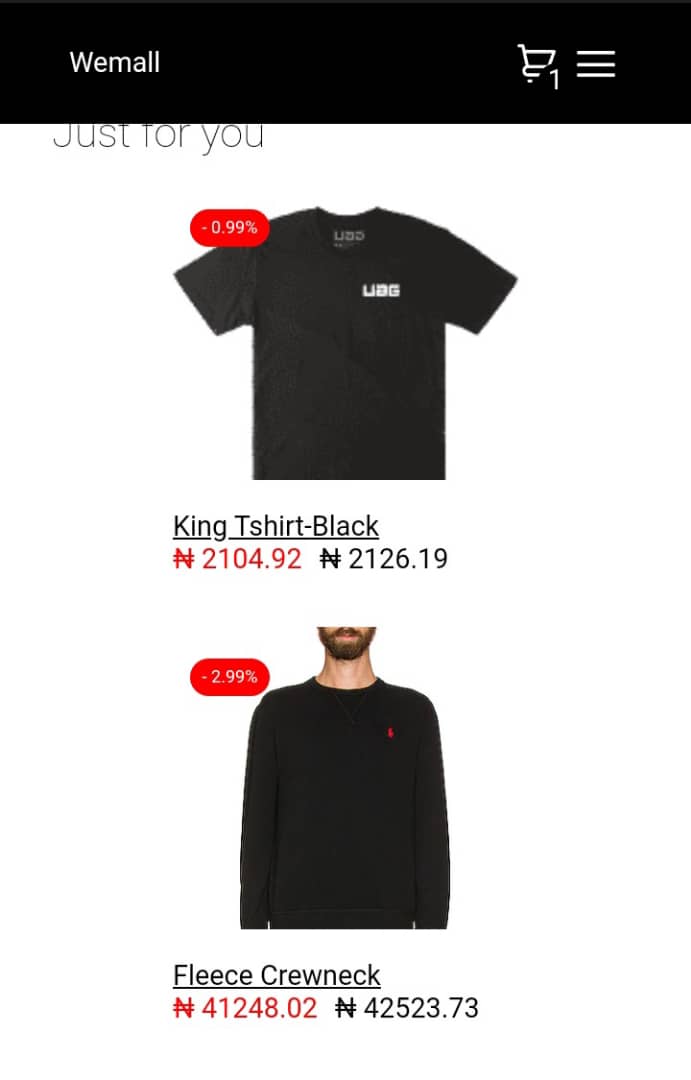 Wemall
1
Just for you
- 0.99%
UAG
UAG
King Tshirt-Black
₦ 2104.92 ₦ 2126.19
- 2.99%
Fleece Crewneck
₦ 41248.02 ₦ 42523.73